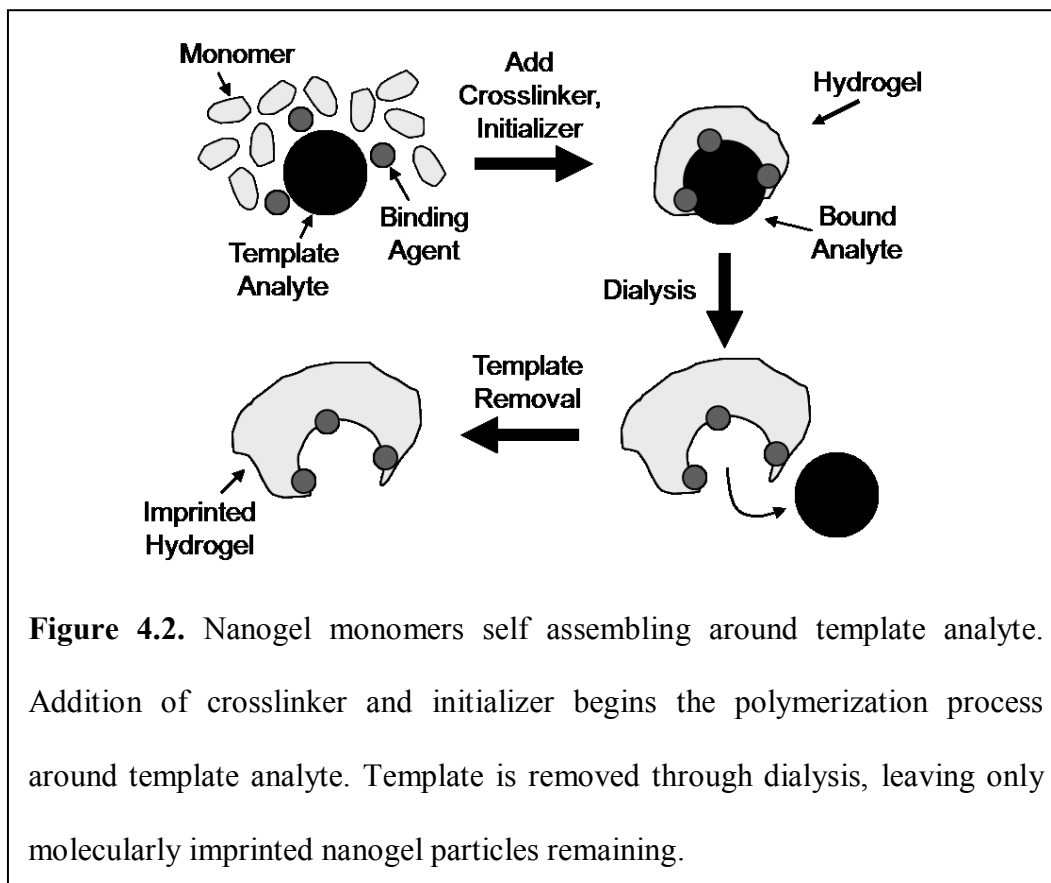 Monomer
Add
Crosslinker,
Initializer
Hydrogel
Template
Analyte
Binding
Agent
Bound
Analyte
Dialysis
Template
Removal
Imprinted
Hydrogel
Figure 4.2. Nanogel monomers self assembling around template analyte.
Addition of crosslinker and initializer begins the polymerization process
around template analyte. Template is removed through dialysis, leaving only
molecularly imprinted nanogel particles remaining.